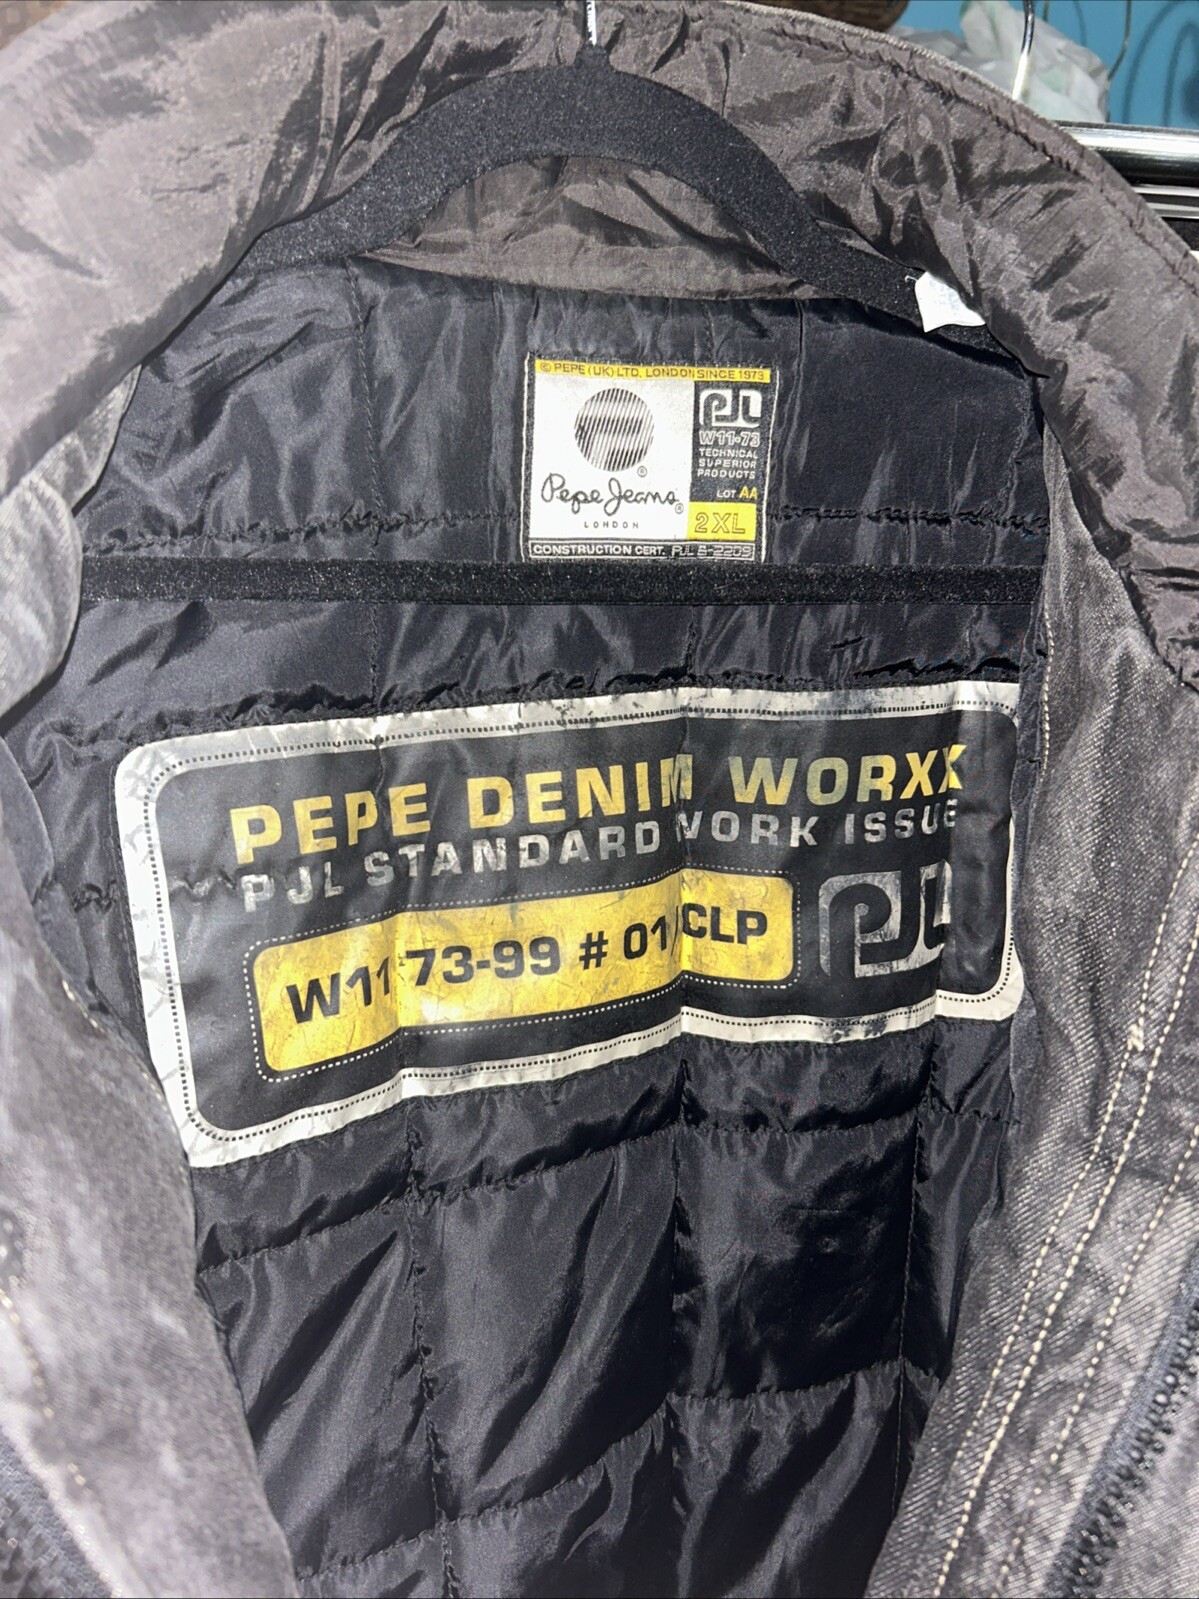 © PEPE (UK) LTD. LONDON SINCE 1973
PJL
W11-73
TECHNICAL
SUPERIOR
PRODUCTS
LOT AA
2XL
Pepe Jeans®
LONDON
CONSTRUCTION CERT. PJL B-2209
PEPE DENIM WORXX
PJL STANDARD WORK ISSUE
W11 73-99 # 01/CLP
PJL